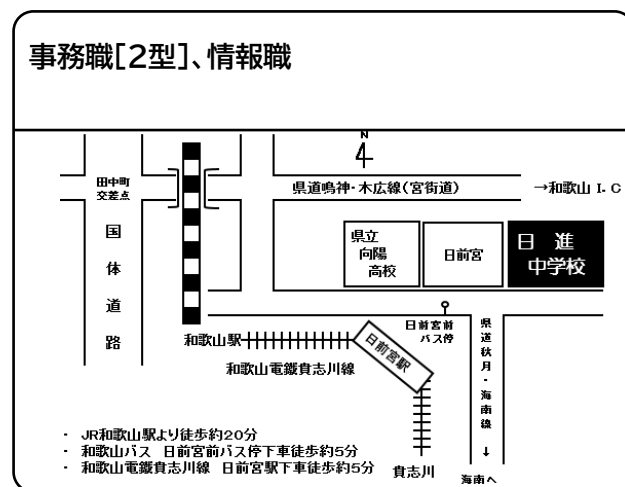 事務職[2型]、情報職
N
田中町
交差点
県道鳴神・木広線(宮街道)
→和歌山 I.C
国体道路
県立
向陽
高校
日前宮
日進
中学校
日前宮前
バス停
県道秋月・海南線
↓
海南へ
和歌山駅
日前宮駅
和歌山電鐵貴志川線
貴志川
・ JR和歌山駅より徒歩約20分
・ 和歌山バス 日前宮前バス停下車徒歩約5分
・ 和歌山電鐵貴志川線 日前宮駅下車徒歩約5分